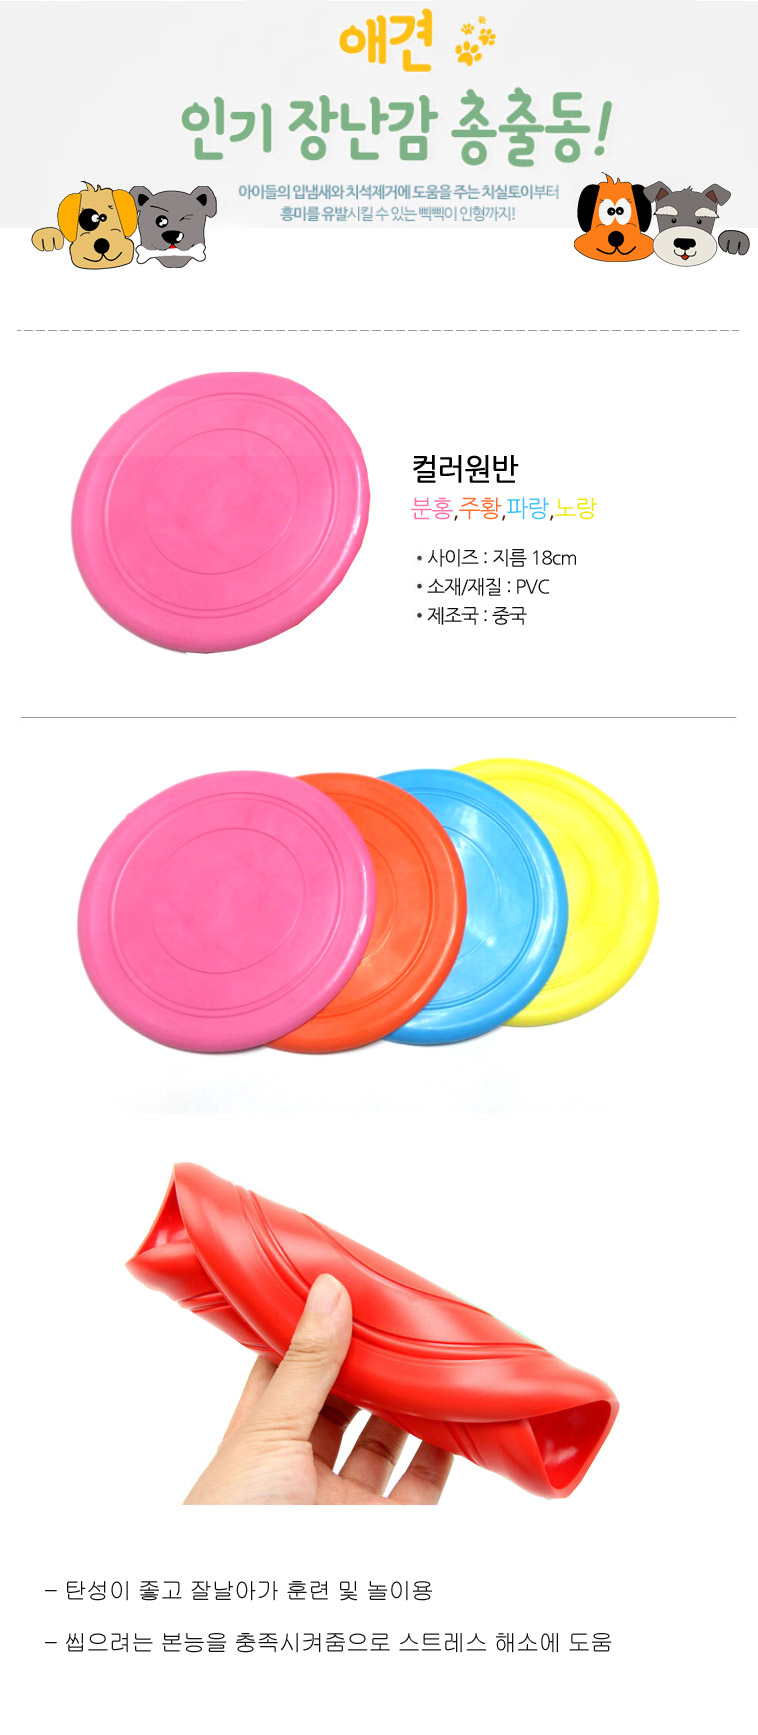 애견
인기 장난감 총출동!
아이들의 입냄새와 치석제거에 도움을 주는 치실토이부터
흥미를 유발시킬 수 있는 삑삑이 인형까지!
컬러원반
분홍,주황,파랑,노랑
• 사이즈 : 지름 18cm
• 소재/재질 : PVC
• 제조국 : 중국
– 탄성이 좋고 잘날아가 훈련 및 놀이용
– 씹으려는 본능을 충족시켜줌으로 스트레스 해소에 도움